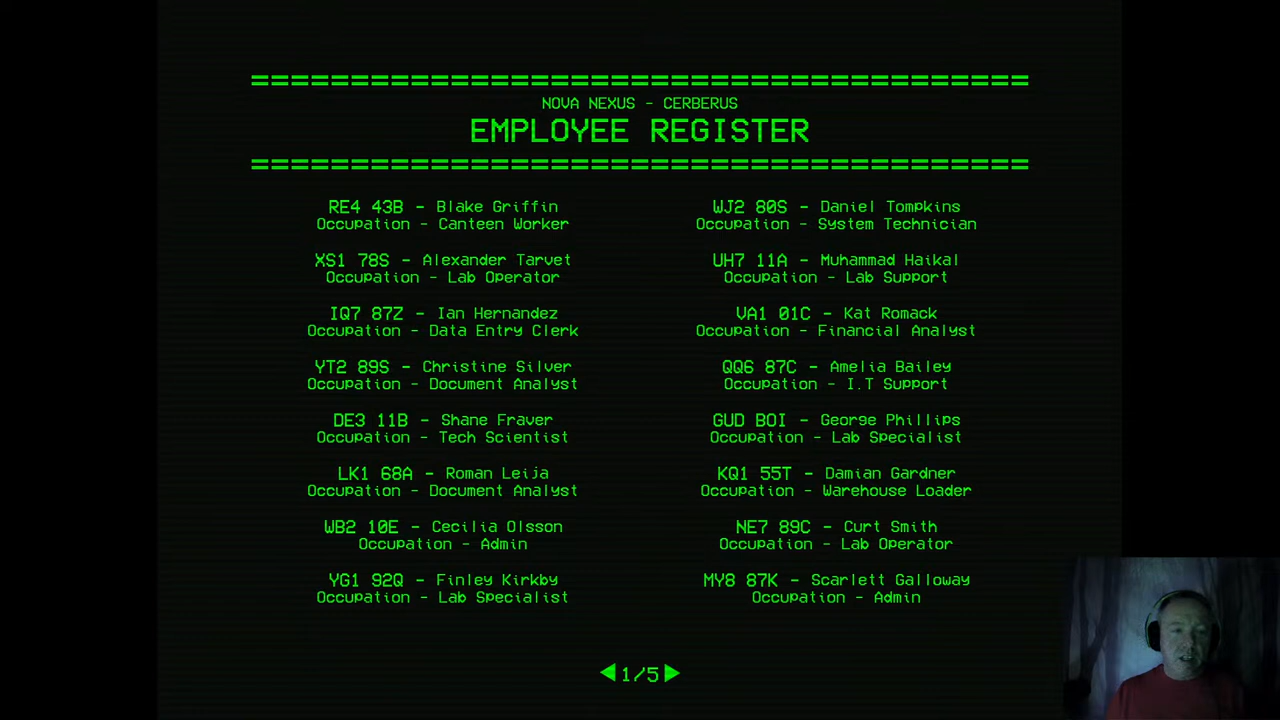 ========================================
NOVA NEXUS - CERBERUS
EMPLOYEE REGISTER
========================================
RE4 43B - Blake Griffin
Occupation - Canteen Worker
XS1 78S - Alexander Tarvet
Occupation - Lab Operator
IQ7 87Z - Ian Hernandez
Occupation - Data Entry Clerk
YT2 89S - Christine Silver
Occupation - Document Analyst
DE3 11B - Shane Fraver
Occupation - Tech Scientist
LK1 68A - Roman Leija
Occupation - Document Analyst
WB2 10E - Cecilia Olsson
Occupation - Admin
YG1 92Q - Finley Kirkby
Occupation - Lab Specialist
WJ2 80S - Daniel Tompkins
Occupation - System Technician
UH7 11A - Muhammad Haikal
Occupation - Lab Support
VA1 01C - Kat Romack
Occupation - Financial Analyst
QQ6 87C - Amelia Bailey
Occupation - I.T Support
GUD BOI - George Phillips
Occupation - Lab Specialist
KQ1 55T - Damian Gardner
Occupation - Warehouse Loader
NE7 89C - Curt Smith
Occupation - Lab Operator
MY8 87K - Scarlett Galloway
Occupation - Admin
1/5